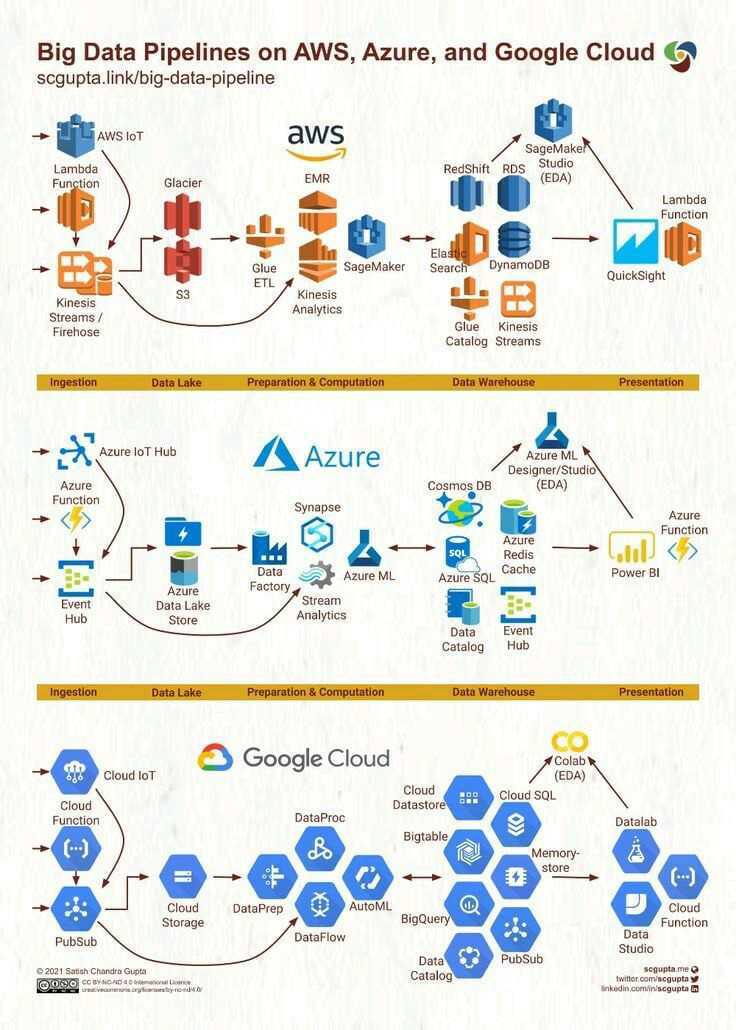 Big Data Pipelines on AWS, Azure, and Google Cloud
scgupta.link/big-data-pipeline
aws
AWS IoT
Lambda
Function
Kinesis
Streams /
Firehose
Glacier
S3
Glue
ETL
EMR
Kinesis
Analytics
SageMaker
RedShift
RDS
Elastic
Search
DynamoDB
Glue
Catalog
Kinesis
Streams
SageMaker
Studio
(EDA)
QuickSight
Lambda
Function
Ingestion
Data Lake
Preparation & Computation
Data Warehouse
Presentation
Azure
Azure IoT Hub
Azure
Function
Event
Hub
Azure
Data Lake
Store
Data
Factory
Synapse
Stream
Analytics
Azure ML
Cosmos DB
Azure
Redis
Cache
SQL
Azure SQL
Data
Catalog
Event
Hub
Azure ML
Designer/Studio
(EDA)
Power BI
Azure
Function
Ingestion
Data Lake
Preparation & Computation
Data Warehouse
Presentation
Google Cloud
Cloud IoT
Cloud
Function
PubSub
Cloud
Storage
DataPrep
DataProc
DataFlow
AutoML
Cloud
Datastore
Cloud SQL
Bigtable
Memory-
store
BigQuery
PubSub
Data
Catalog
Colab
(EDA)
Datalab
Cloud
Function
Data
Studio
© 2021 Satish Chandra Gupta
CC BY-NC-ND 4.0 International Licence
creativecommons.org/licenses/by-nc-nd/4.0/
scgupta.me
twitter.com/scgupta
linkedin.com/in/scgupta